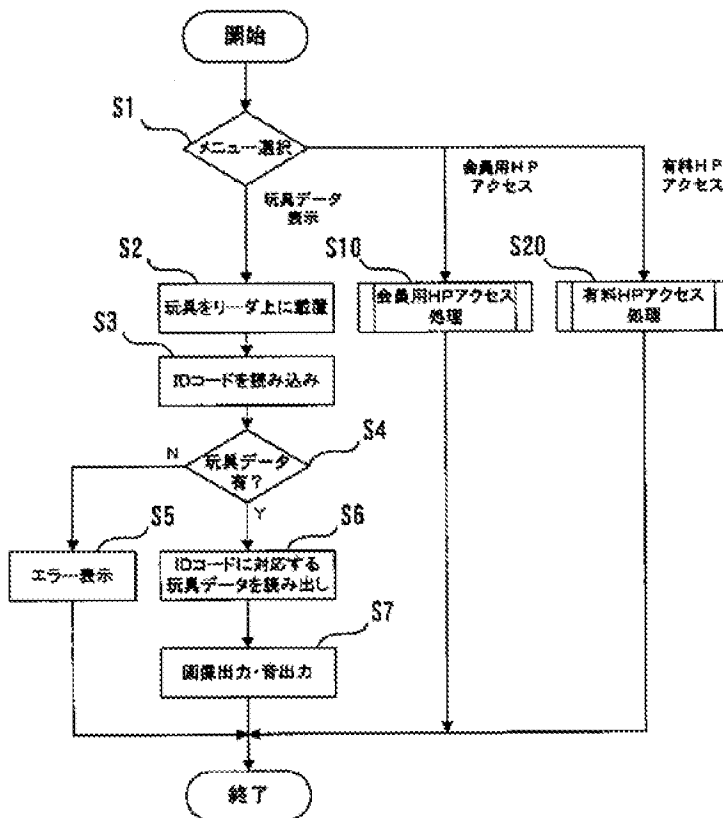 開始
S1
メニュー選択
会員用HP
アクセス
有料HP
アクセス
玩具データ
表示
S2
S10
S20
玩具をリーダ上に載置
会員用HPアクセス
処理
有料HPアクセス
処理
S3
IDコードを読み込み
S4
N
玩具データ
有?
Y
S5
S6
エラー表示
IDコードに対応する
玩具データを読み出し
S7
画像出力・音出力
終了